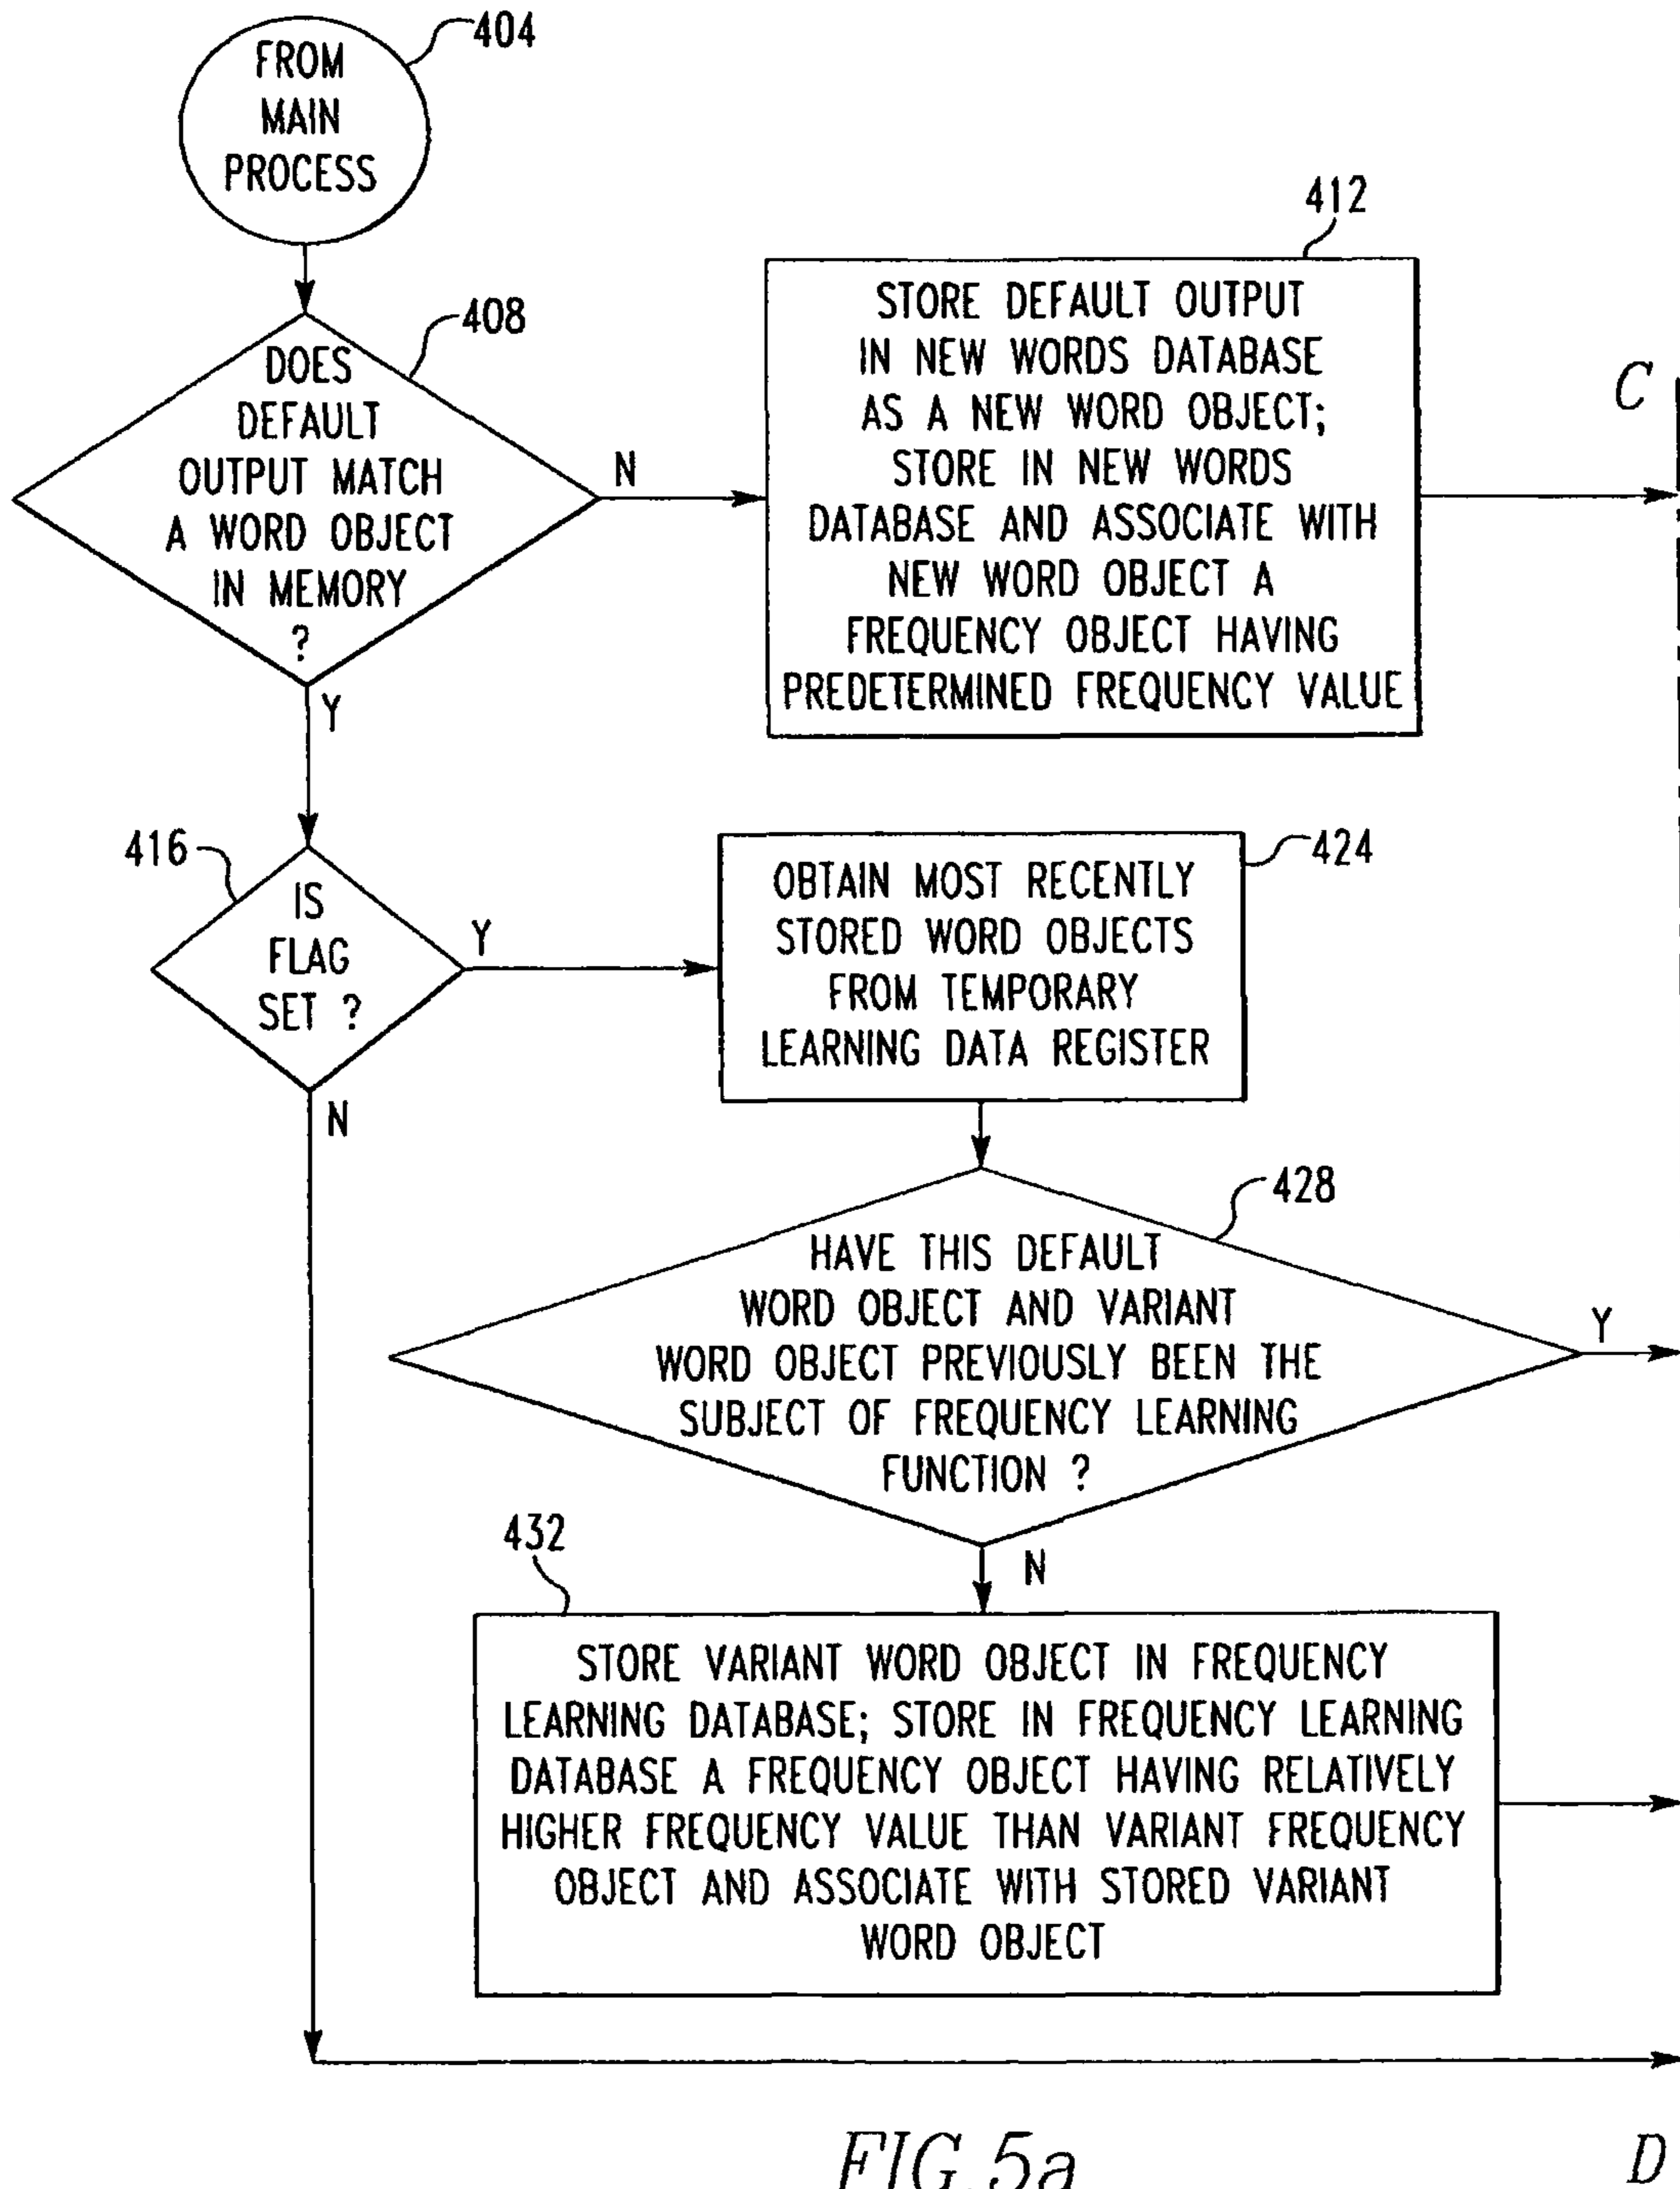 FROM
MAIN
PROCESS
404
408
DOES
DEFAULT
OUTPUT MATCH
A WORD OBJECT
IN MEMORY
?
N
Y
412
STORE DEFAULT OUTPUT
IN NEW WORDS DATABASE
AS A NEW WORD OBJECT;
STORE IN NEW WORDS
DATABASE AND ASSOCIATE WITH
NEW WORD OBJECT A
FREQUENCY OBJECT HAVING
PREDETERMINED FREQUENCY VALUE
C
416
IS
FLAG
SET ?
Y
N
424
OBTAIN MOST RECENTLY
STORED WORD OBJECTS
FROM TEMPORARY
LEARNING DATA REGISTER
428
HAVE THIS DEFAULT
WORD OBJECT AND VARIANT
WORD OBJECT PREVIOUSLY BEEN THE
SUBJECT OF FREQUENCY LEARNING
FUNCTION ?
Y
N
432
STORE VARIANT WORD OBJECT IN FREQUENCY
LEARNING DATABASE; STORE IN FREQUENCY LEARNING
DATABASE A FREQUENCY OBJECT HAVING RELATIVELY
HIGHER FREQUENCY VALUE THAN VARIANT FREQUENCY
OBJECT AND ASSOCIATE WITH STORED VARIANT
WORD OBJECT
FIG.5a
D